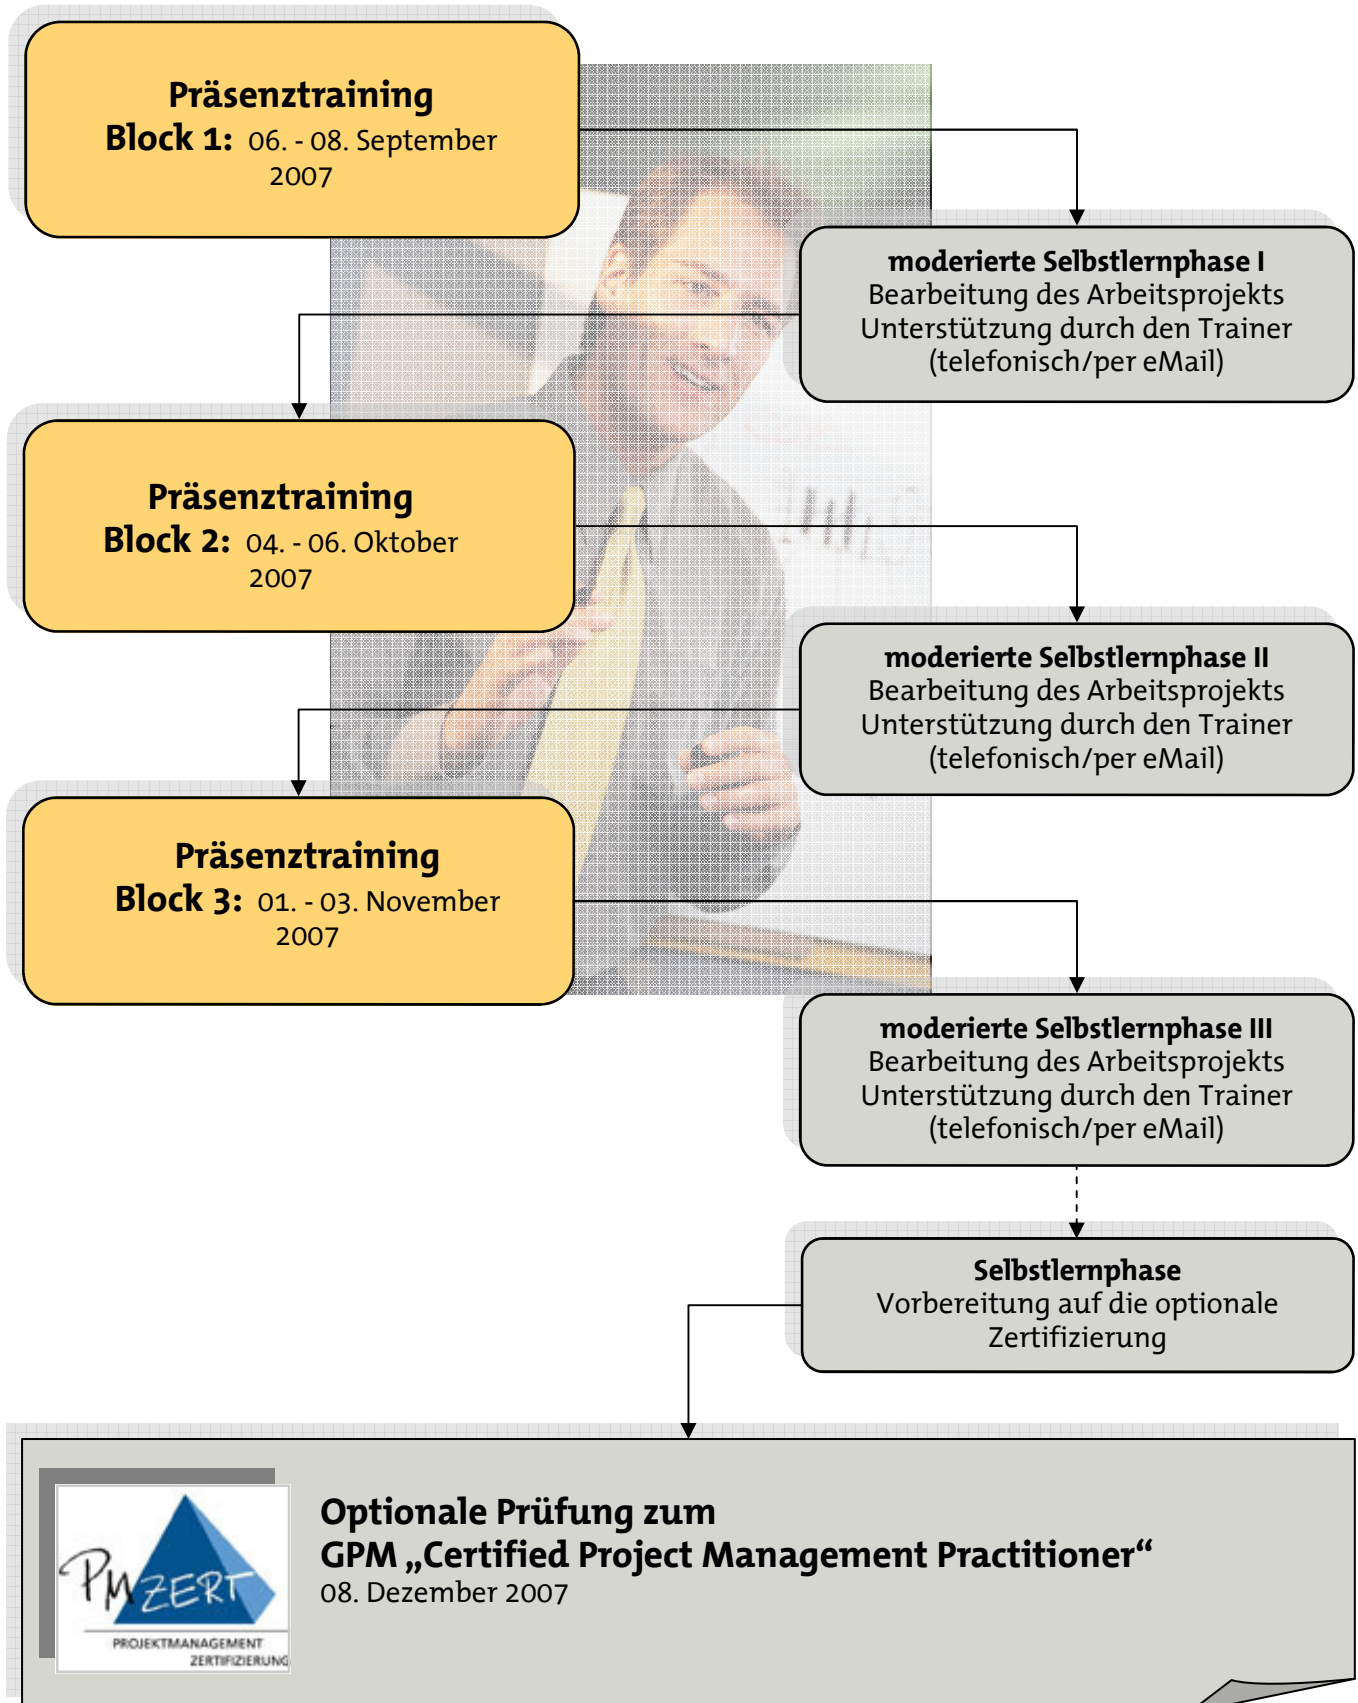 Präsenztraining
Block 1: 06. - 08. September
2007
moderierte Selbstlernphase I
Bearbeitung des Arbeitsprojekts
Unterstützung durch den Trainer
(telefonisch/per eMail)
Präsenztraining
Block 2: 04. - 06. Oktober
2007
moderierte Selbstlernphase II
Bearbeitung des Arbeitsprojekts
Unterstützung durch den Trainer
(telefonisch/per eMail)
Präsenztraining
Block 3: 01. - 03. November
2007
moderierte Selbstlernphase III
Bearbeitung des Arbeitsprojekts
Unterstützung durch den Trainer
(telefonisch/per eMail)
Selbstlernphase
Vorbereitung auf die optionale
Zertifizierung
Optionale Prüfung zum
GPM „Certified Project Management Practitioner“
08. Dezember 2007
PMZERT
PROJEKTMANAGEMENT
ZERTIFIZIERUNG